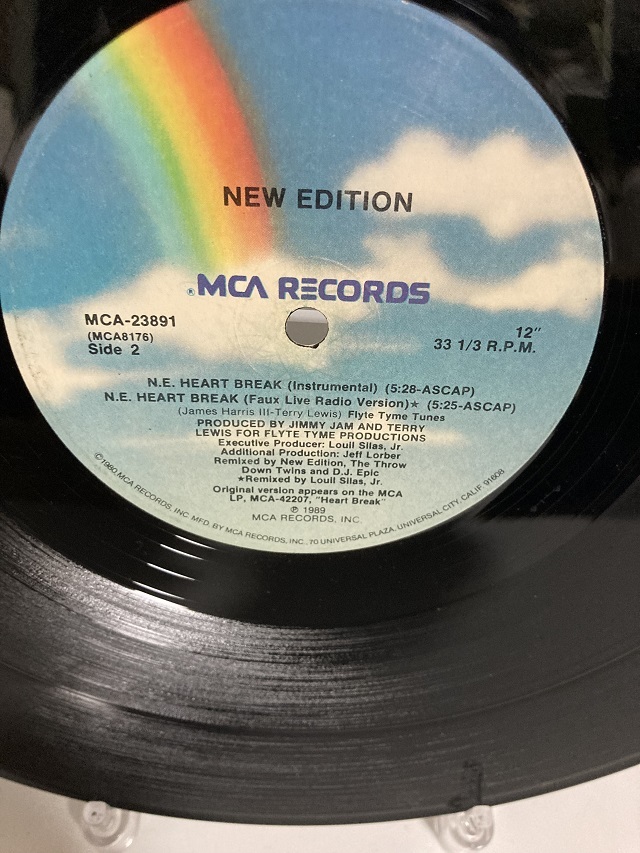 NEW EDITION
®MCA RECORDS
MCA-23891
(MCA8176)
Side 2
12"
33 1/3 R.P.M.
N.E. HEART BREAK (Instrumental) (5:28-ASCAP)
N.E. HEART BREAK (Faux Live Radio Version)★ (5:25-ASCAP)
(James Harris III-Terry Lewis) Flyte Tyme Tunes
PRODUCED BY JIMMY JAM AND TERRY
LEWIS FOR FLYTE TYME PRODUCTIONS
Executive Producer: Louil Silas, Jr.
Additional Production: Jeff Lorber
Remixed by New Edition, The Throw
Down Twins and D.J. Epic
★Remixed by Louil Silas, Jr.
Original version appears on the MCA
LP, MCA-42207, "Heart Break"
℗ 1989
MCA RECORDS, INC.
©1980 MCA RECORDS, INC. MFD. BY MCA RECORDS, INC., 70 UNIVERSAL PLAZA, UNIVERSAL CITY, CALIF. 91608